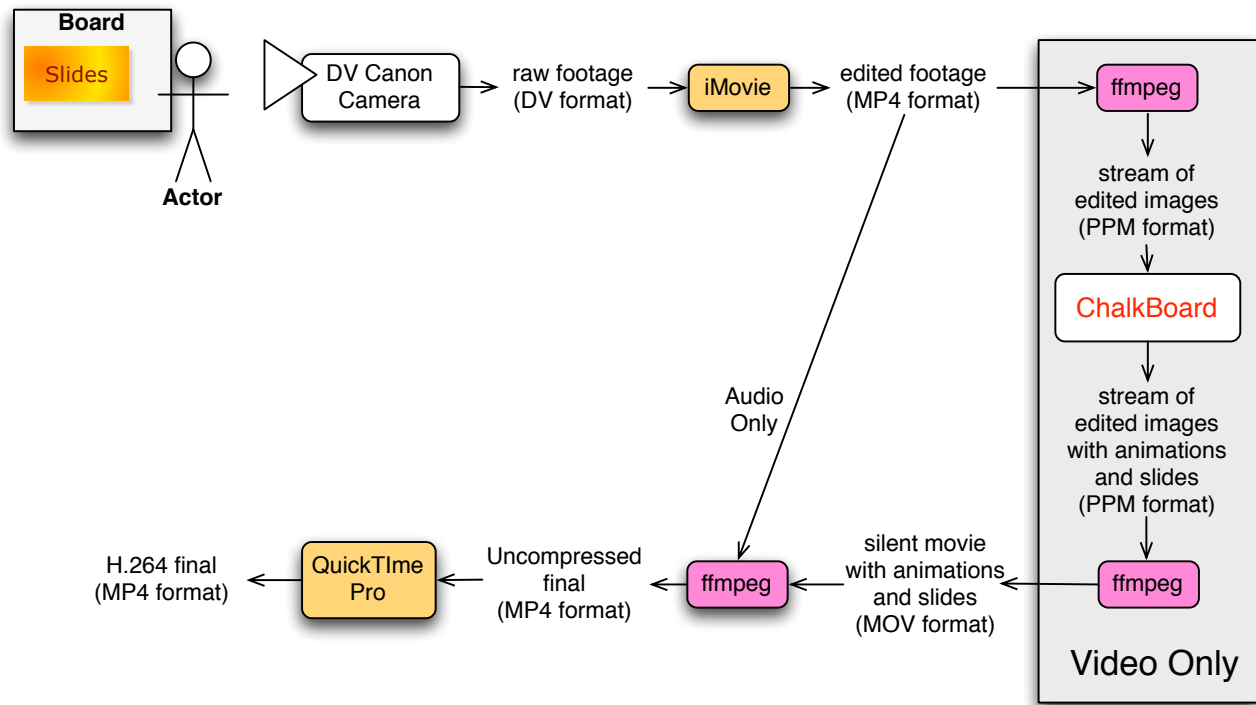 Board
Slides
Actor
DV Canon
Camera
raw footage
(DV format)
iMovie
edited footage
(MP4 format)
ffmpeg
stream of
edited images
(PPM format)
ChalkBoard
stream of
edited images
with animations
and slides
(PPM format)
ffmpeg
Video Only
Audio
Only
silent movie
with animations
and slides
(MOV format)
ffmpeg
Uncompressed
final
(MP4 format)
QuickTIme
Pro
H.264 final
(MP4 format)